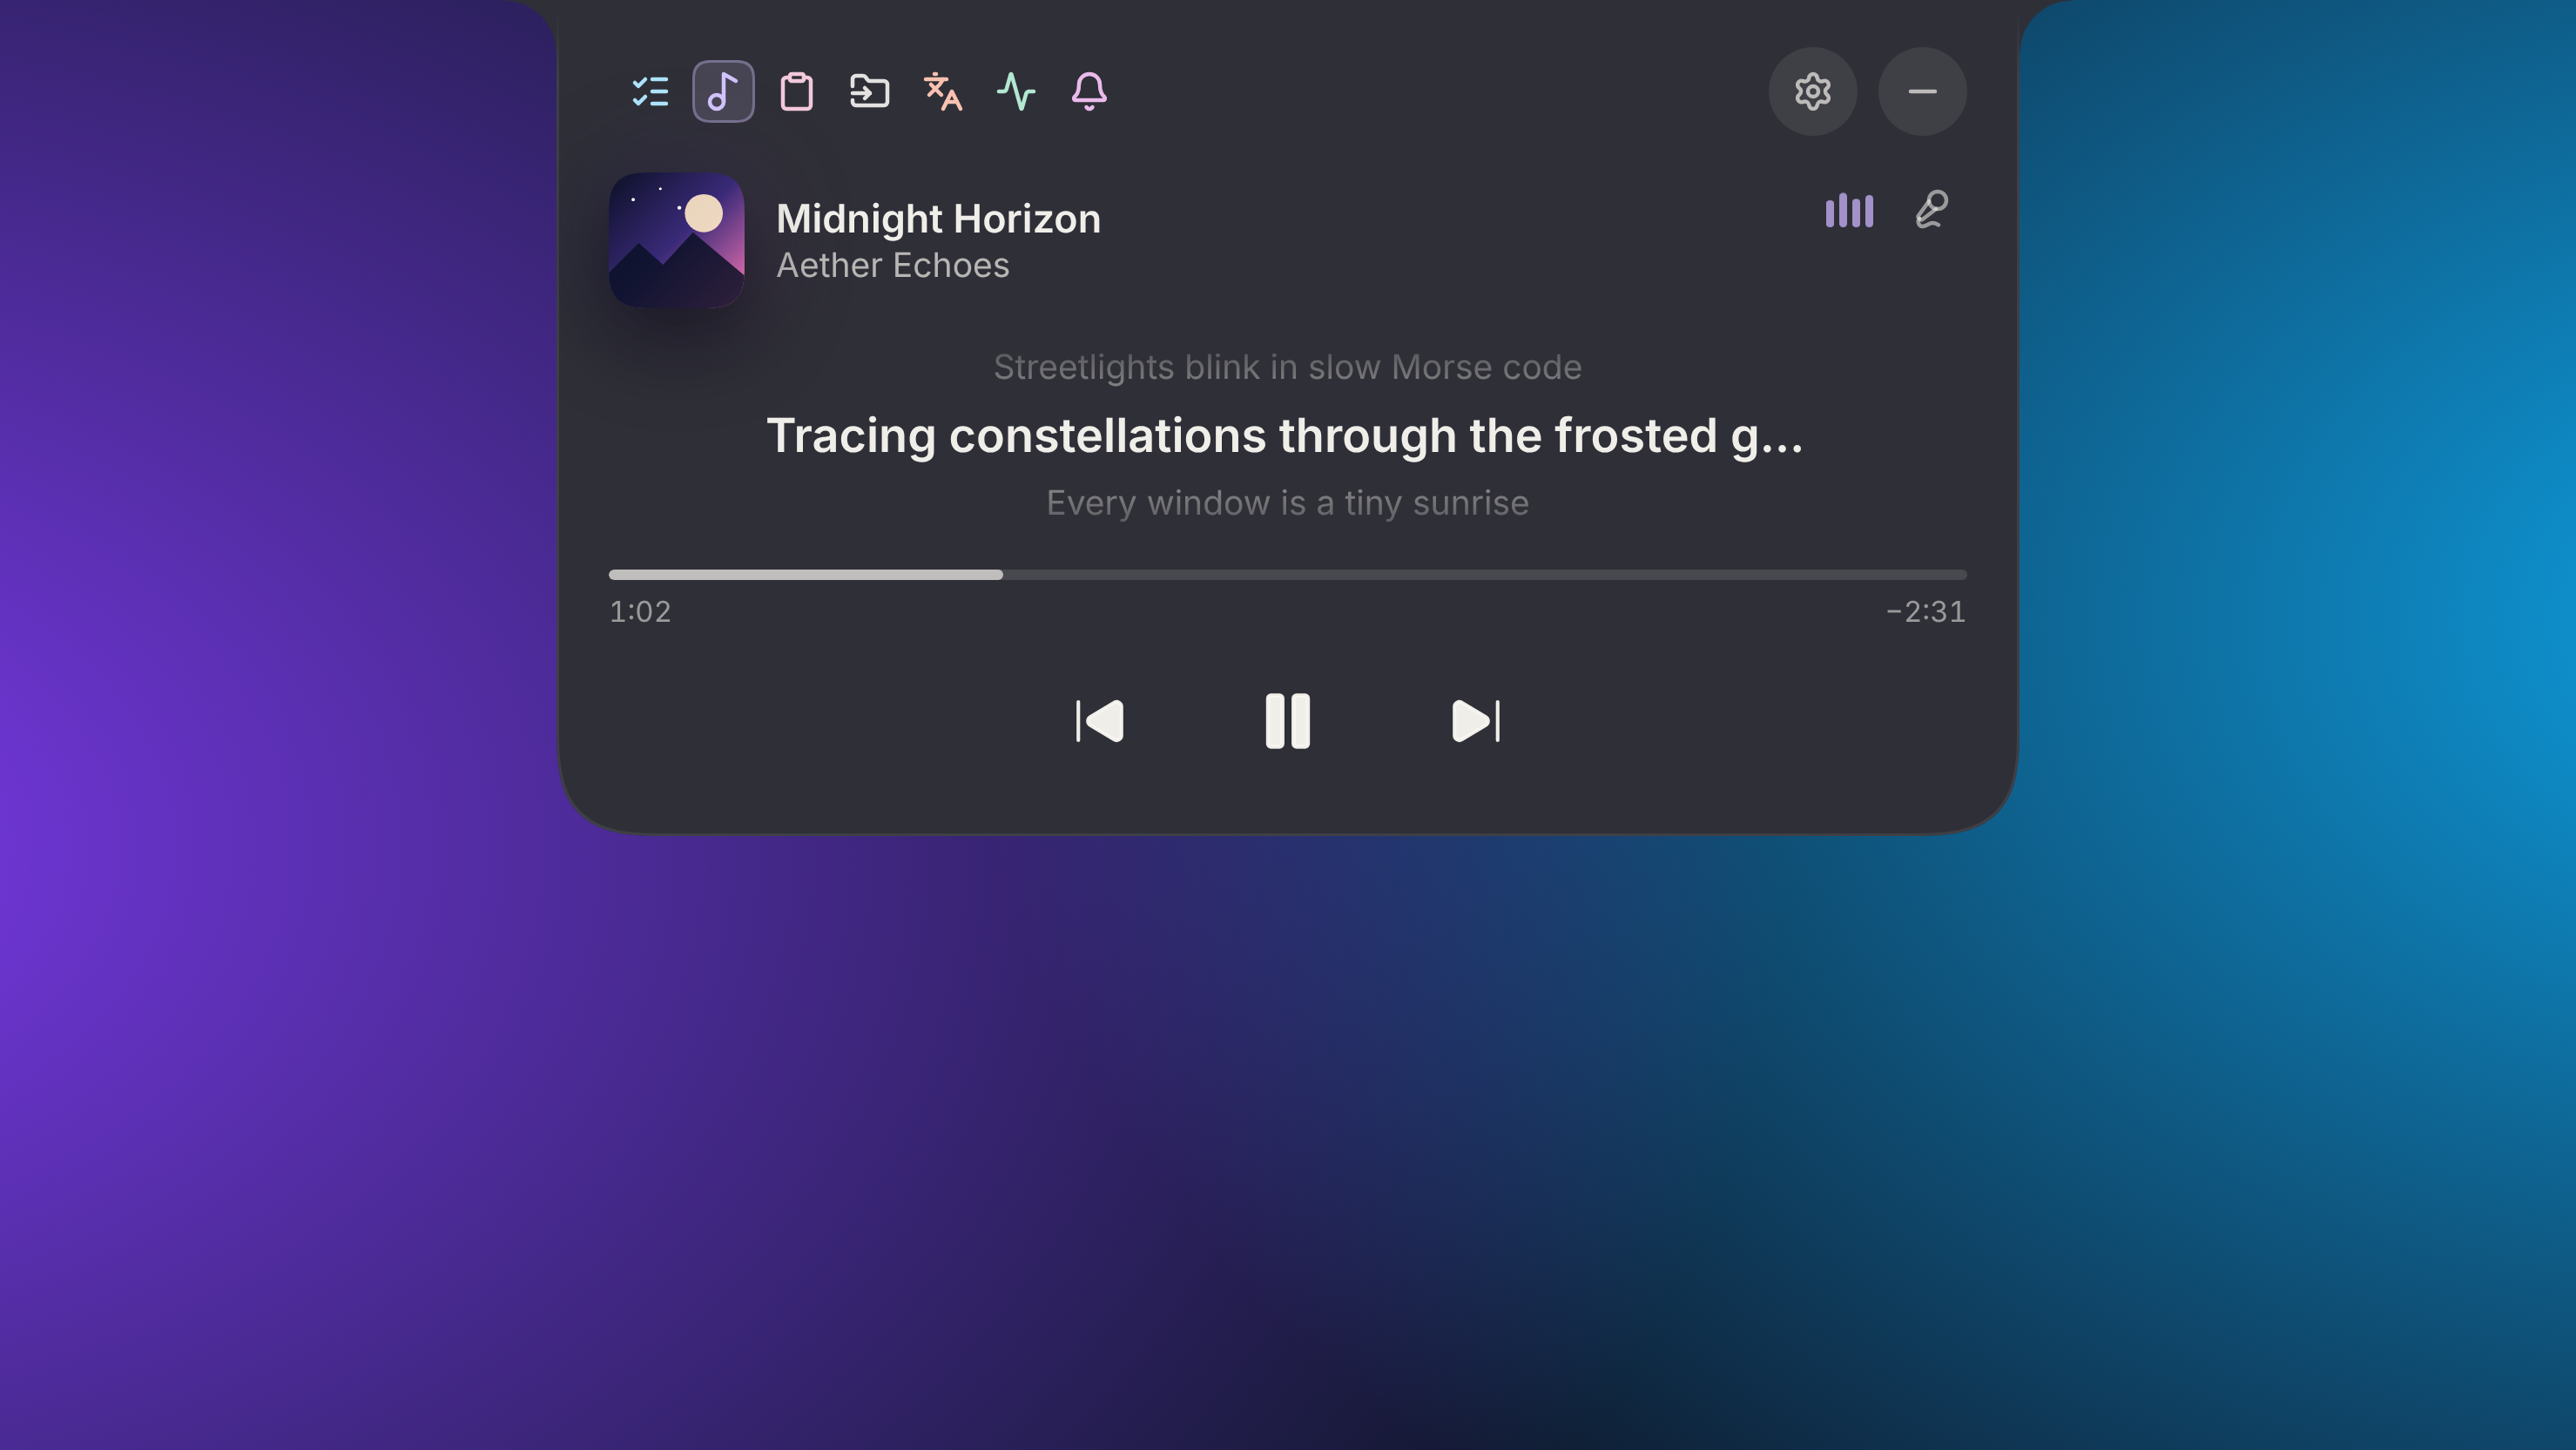 Midnight Horizon
Aether Echoes
Streetlights blink in slow Morse code
Tracing constellations through the frosted g...
Every window is a tiny sunrise
1:02
−2:31